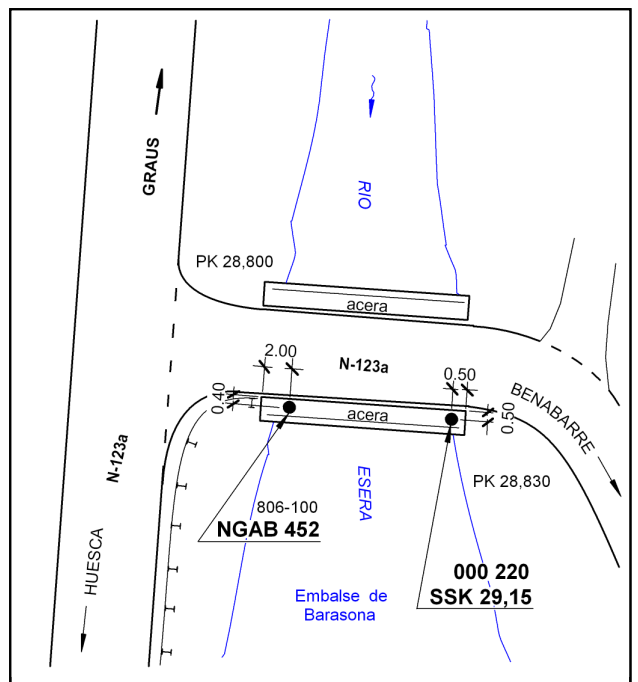 GRAUS
RIO
PK 28,800
acera
2.00
N-123a
0.50
0.40
acera
0.50
BENABARRE
N-123a
ESERA
PK 28,830
806-100
NGAB 452
000 220
SSK 29,15
HUESCA
Embalse de
Barasona